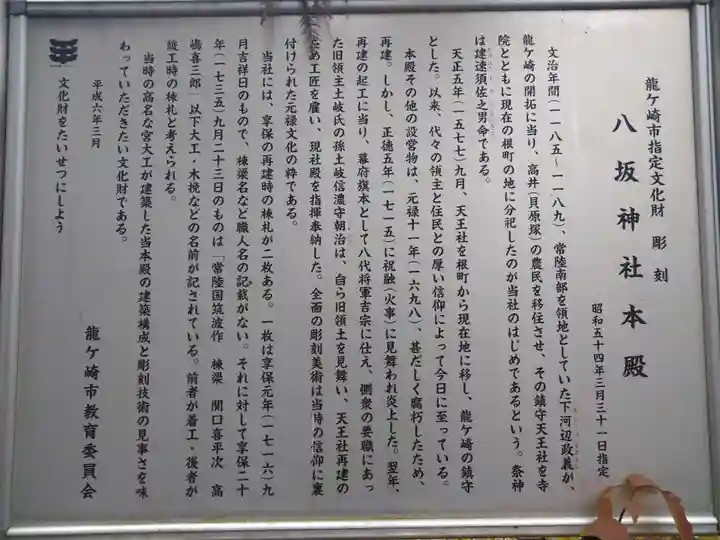 龍ケ崎市指定文化財　彫刻
八坂神社本殿
昭和五十四年三月三十一日指定
文治年間(一一八五~一一八九)、常陸南部を領地としていた下河辺政義が、
龍ケ崎の開拓に当り、高井(貝原塚)の農民を移住させ、その鎮守天王社を寺
院とともに現在の根町の地に分祀したのが当社のはじめであるという。祭神
は建速須佐之男命である。
天正五年(一五七七)九月、天王社を根町から現在地に移し、龍ケ崎の鎮守
とした。以来、代々の領主と住民との厚い信仰によって今日に至っている。
本殿その他の設営物は、元禄十一年(一六九八)、甚だしく腐朽したため、
再建。しかし、正徳五年(一七一五)に祝融(火事)に見舞われ炎上した。翌年、
再建の起工に当り、幕府旗本として八代将軍吉宗に仕え、側衆の要職にあっ
た旧領主土岐氏の孫土岐信濃守朝治は、自ら旧領土を見舞い、天王社再建の
ため工匠を雇い、現社殿を指揮奉納した。全面の彫刻美術は当時の信仰に裏
付けられた元禄文化の粋である。
当社には、享保の再建時の棟札が二枚ある。一枚は享保元年(一七一六)九
月吉祥日のもので、棟梁名など職人名の記載がない。それに対して享保二十
年(一七三五)九月二十三日のものは「常陸国筑波作　棟梁　関口喜平次　高
嶋喜三郎　以下大工・木挽などの名前が記されている。前者が着工・後者が
竣工時の棟札と考えられる。
当時の高名な宮大工が建築した当本殿の建築構成と彫刻技術の見事さを味
わっていただきたい文化財である。
平成六年三月
龍ケ崎市教育委員会
文化財をたいせつにしよう